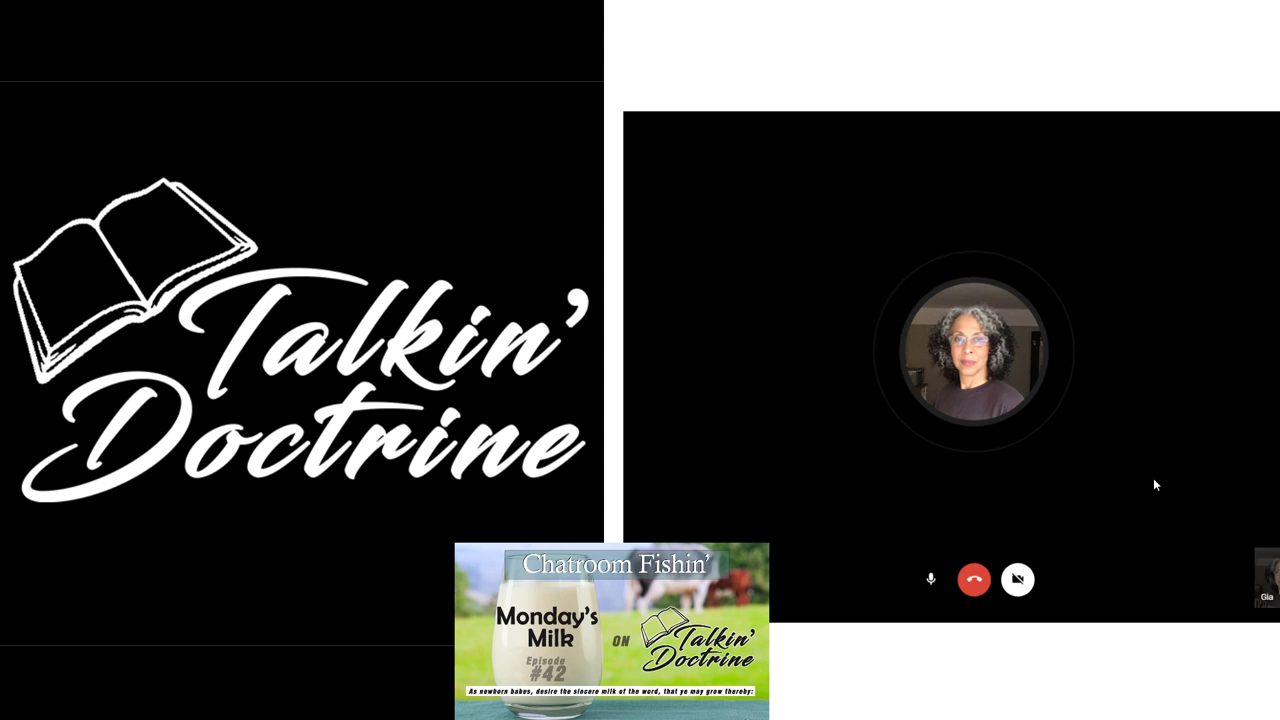 Talkin'
Doctrine
Chatroom Fishin'
Monday's
Milk
ON
Talkin'
Doctrine
Episode
#42
As newborn babes, desire the sincere milk of the word, that ye may grow thereby:
Gia